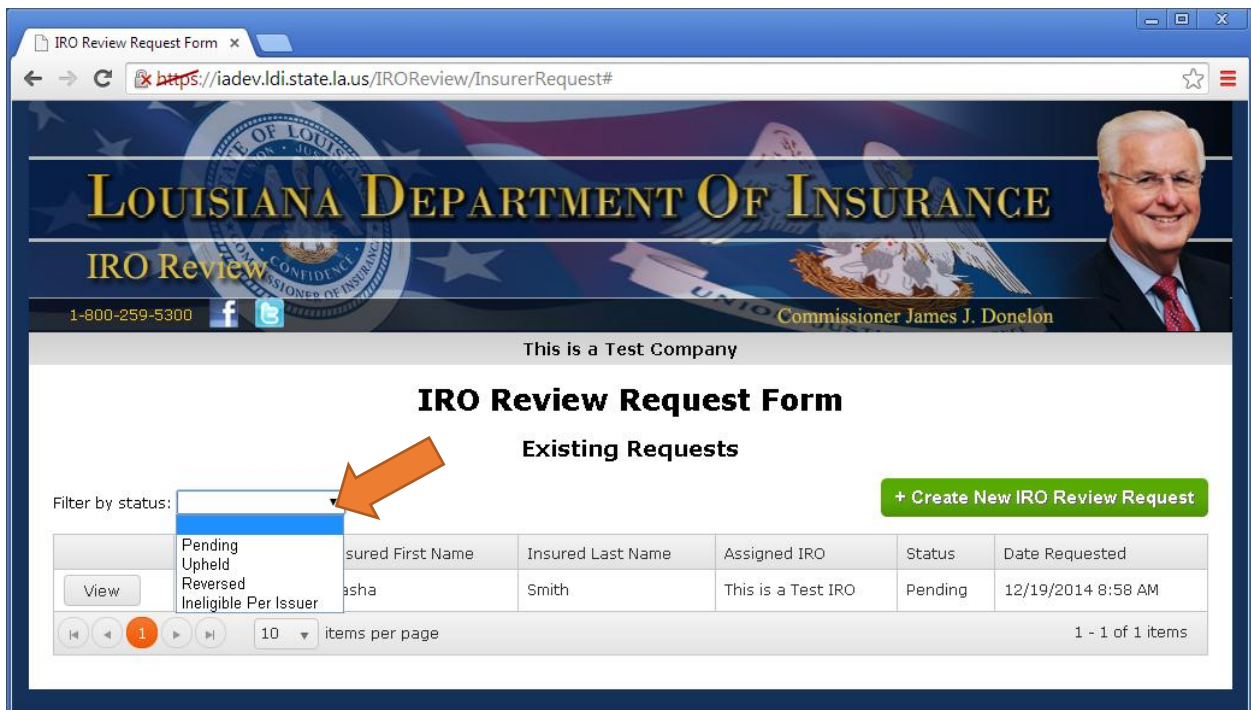 IRO Review Request Form
https://iadev.ldi.state.la.us/IROReview/InsurerRequest#
LOUISIANA DEPARTMENT OF INSURANCE
IRO Review
1-800-259-5300
Commissioner James J. Donelon
This is a Test Company
IRO Review Request Form
Existing Requests
Filter by status:
+ Create New IRO Review Request
Pending
Upheld
Reversed
Ineligible Per Issuer
First Name Insured Last Name Assigned IRO Status Date Requested
View Smith This is a Test IRO Pending 12/19/2014 8:58 AM
1 10 items per page 1 - 1 of 1 items